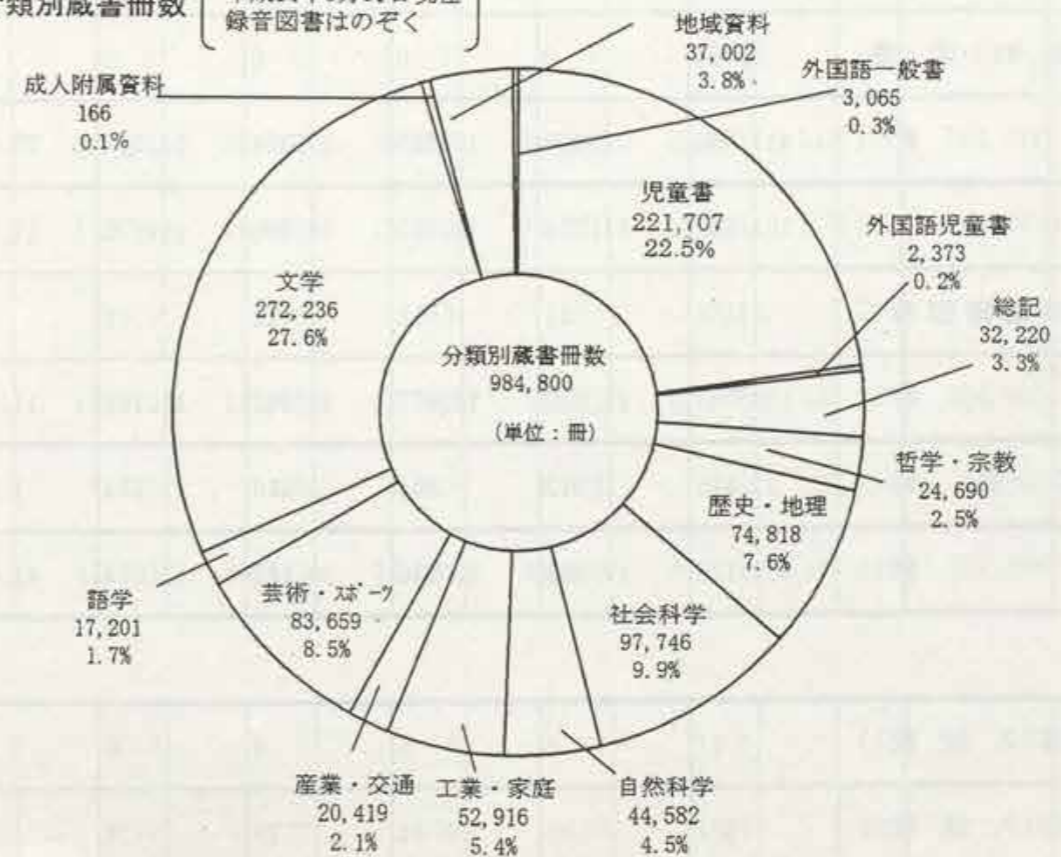 類別蔵書冊数
録音図書はのぞく
地域資料
37,002
3.8%
外国語一般書
3,065
0.3%
成人附属資料
166
0.1%
児童書
221,707
22.5%
外国語児童書
2,373
0.2%
総記
32,220
3.3%
文学
272,236
27.6%
分類別蔵書冊数
984,800
(単位:冊)
哲学・宗教
24,690
2.5%
歴史・地理
74,818
7.6%
社会科学
97,746
9.9%
芸術・スポーツ
83,659
8.5%
語学
17,201
1.7%
産業・交通
20,419
2.1%
工業・家庭
52,916
5.4%
自然科学
44,582
4.5%